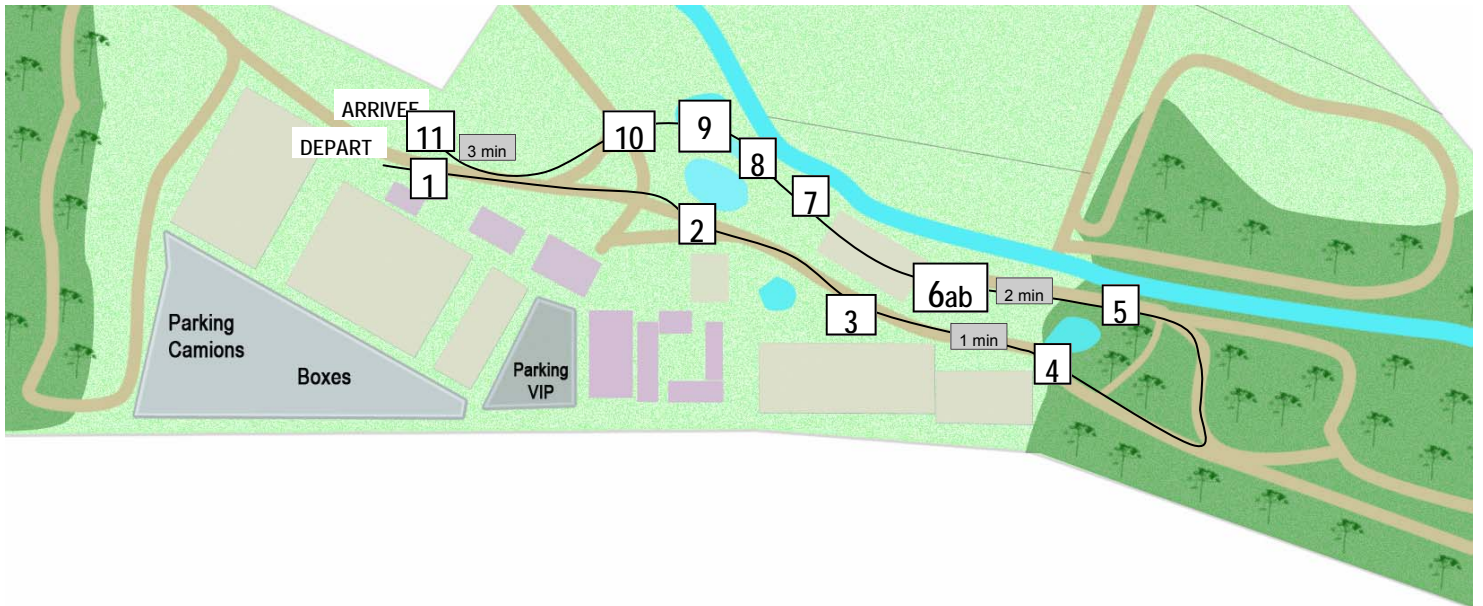 ARRIVEE
11
3 min
10
9
DEPART
8
1
7
2
6ab
2 min
5
3
1 min
4
Parking
Camions
Boxes
Parking
VIP